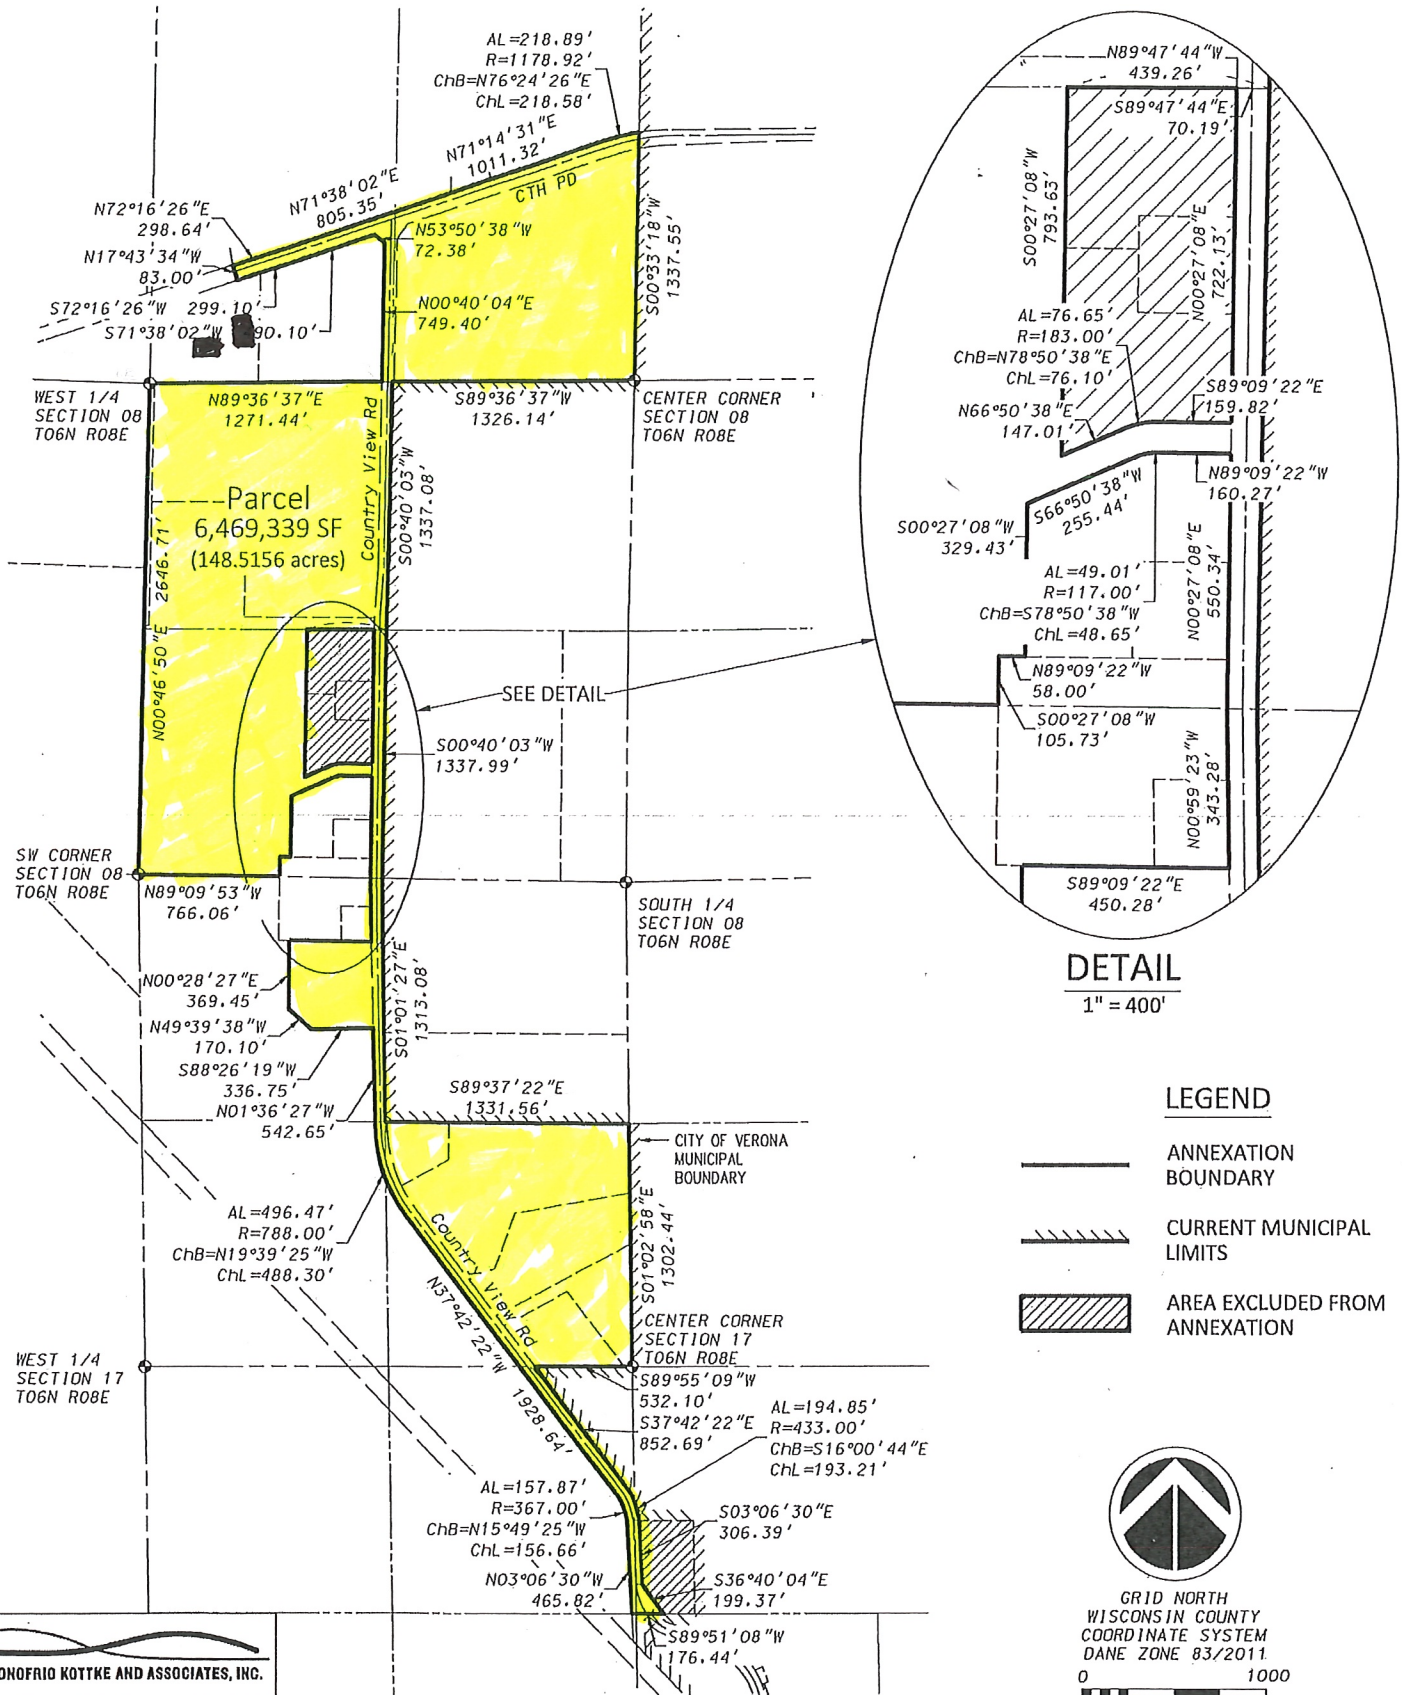 AL=218.89'
R=1178.92'
ChB=N76°24'26"E
ChL=218.58'
N71°14'31"E
1011.32'
N71°38'02"E
805.35'
CTH PD
N72°16'26"E
298.64'
N17°43'34"W
83.00'
S72°16'26"W 299.10'
S71°38'02"W 90.10'
N53°50'38"W
72.38'
N00°40'04"E
749.40'
S00°33'18"W
1337.55'
WEST 1/4
SECTION 08
T06N R08E
N89°36'37"E
1271.44'
S89°36'37"W
1326.14'
CENTER CORNER
SECTION 08
T06N R08E
Country View Rd
S00°40'03"W
1337.08'
Parcel
6,469,339 SF
(148.5156 acres)
N00°46'50"E 2646.71'
SEE DETAIL
S00°40'03"W
1337.99'
SW CORNER
SECTION 08
T06N R08E
N89°09'53"W
766.06'
SOUTH 1/4
SECTION 08
T06N R08E
N00°28'27"E
369.45'
N49°39'38"W
170.10'
S88°26'19"W
336.75'
N01°36'27"W
542.65'
S01°01'27"E
1313.08'
S89°37'22"E
1331.56'
CITY OF VERONA
MUNICIPAL
BOUNDARY
AL=496.47'
R=788.00'
ChB=N19°39'25"W
ChL=488.30'
Country View Rd
N37°42'22"W 1928.64'
S01°02'58"E
1302.44'
CENTER CORNER
SECTION 17
T06N R08E
WEST 1/4
SECTION 17
T06N R08E
S89°55'09"W
532.10'
S37°42'22"E
852.69'
AL=194.85'
R=433.00'
ChB=S16°00'44"E
ChL=193.21'
AL=157.87'
R=367.00'
ChB=N15°49'25"W
ChL=156.66'
S03°06'30"E
306.39'
N03°06'30"W
465.82'
S36°40'04"E
199.37'
S89°51'08"W
176.44'
ONOFRIO KOTTKE AND ASSOCIATES, INC.
N89°47'44"W
439.26'
S89°47'44"E
70.19'
S00°27'08"W
793.63'
N00°27'08"E
722.13'
AL=76.65'
R=183.00'
ChB=N78°50'38"E
ChL=76.10'
S89°09'22"E
159.82'
N66°50'38"E
147.01'
N89°09'22"W
160.27'
S66°50'38"W
255.44'
S00°27'08"W
329.43'
AL=49.01'
R=117.00'
ChB=S78°50'38"W
ChL=48.65'
N00°27'08"E
550.34'
N89°09'22"W
58.00'
S00°27'08"W
105.73'
N00°59'23"W
343.28'
S89°09'22"E
450.28'
DETAIL
1" = 400'
LEGEND
ANNEXATION
BOUNDARY
CURRENT MUNICIPAL
LIMITS
AREA EXCLUDED FROM
ANNEXATION
GRID NORTH
WISCONSIN COUNTY
COORDINATE SYSTEM
DANE ZONE 83/2011
0 1000